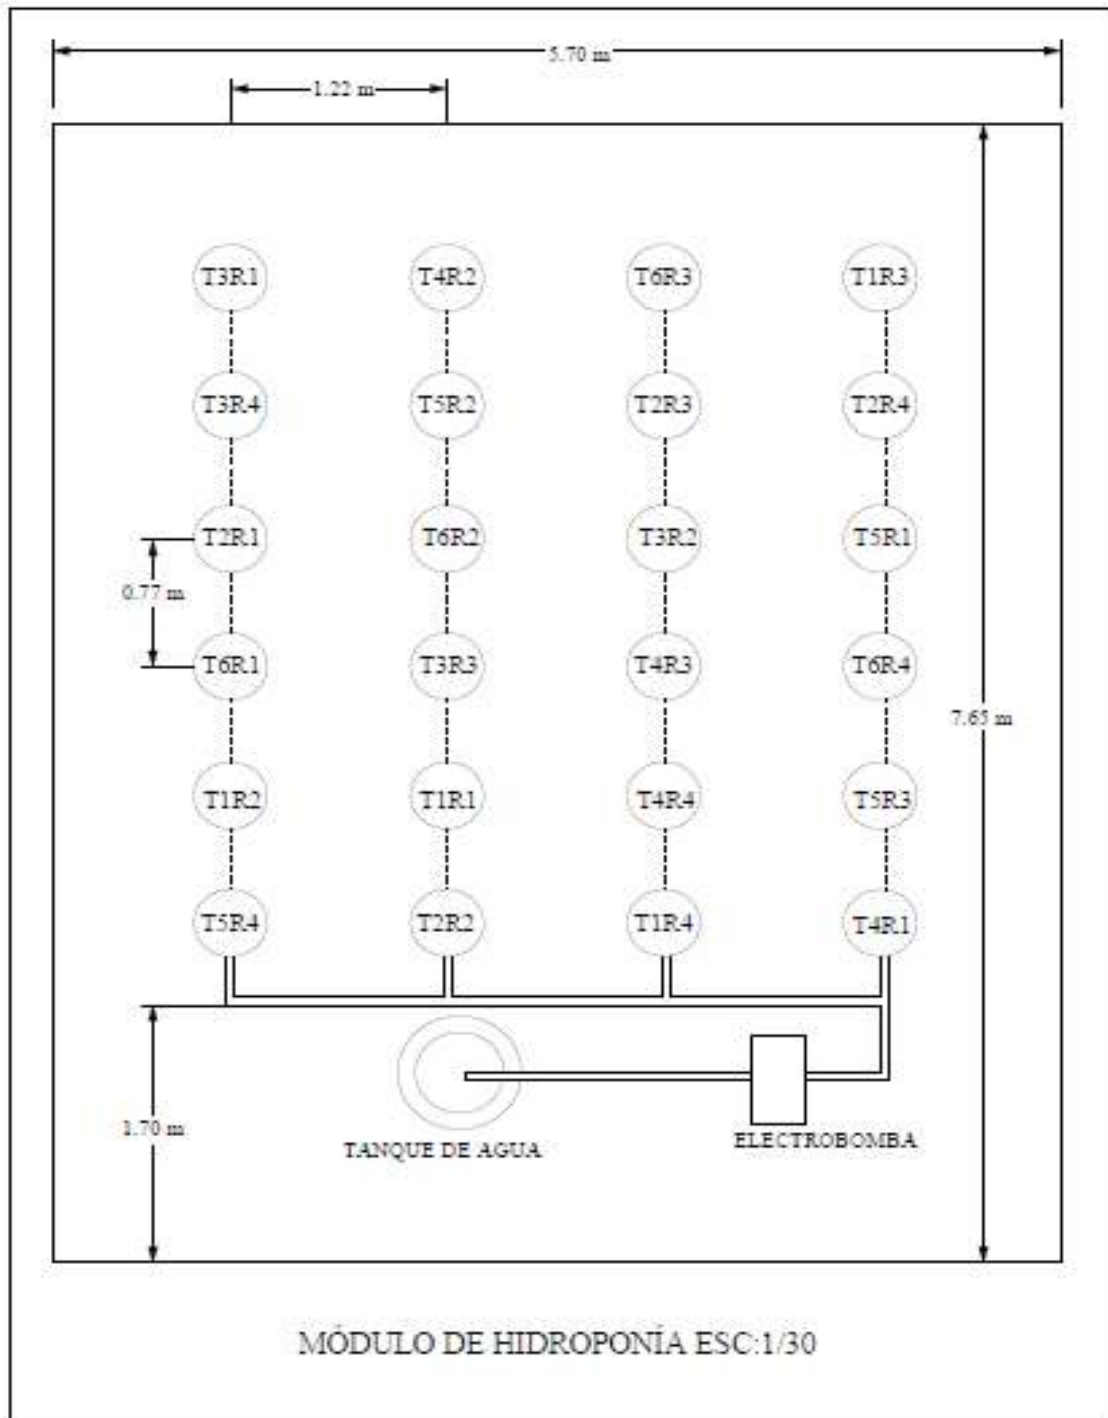 5.70 m
1.22 m
T3R1 T4R2 T6R3 T1R3
T3R4 T5R2 T2R3 T2R4
T2R1 T6R2 T3R2 T5R1
0.77 m
T6R1 T3R3 T4R3 T6R4
7.65 m
T1R2 T1R1 T4R4 T5R3
T5R4 T2R2 T1R4 T4R1
1.70 m
TANQUE DE AGUA
ELECTROBOMBA
MÓDULO DE HIDROPONÍA ESC:1/30